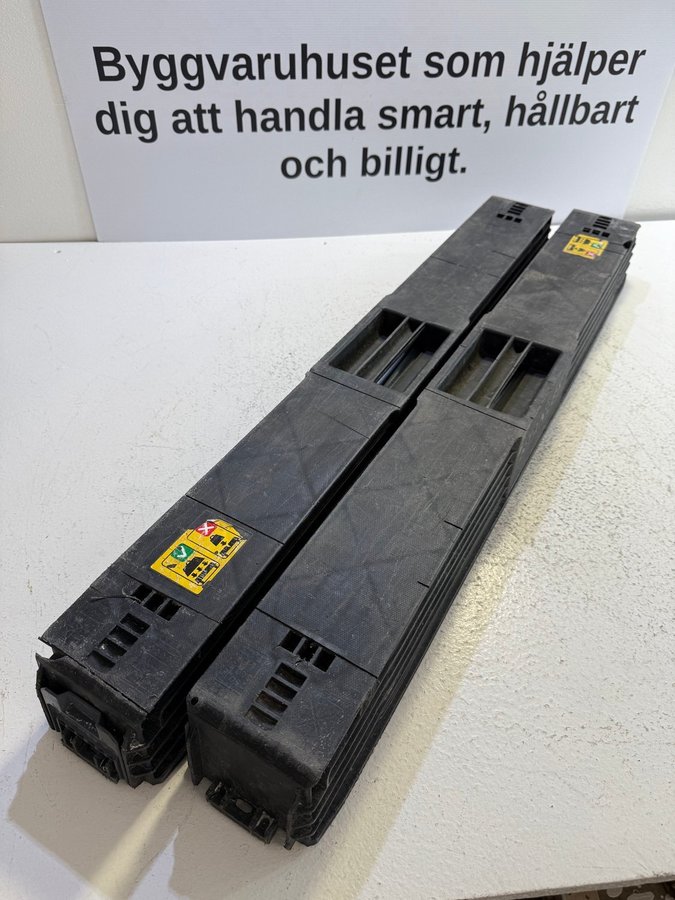 Byggvaruhuset som hjälper
dig att handla smart, hållbart
och billigt.